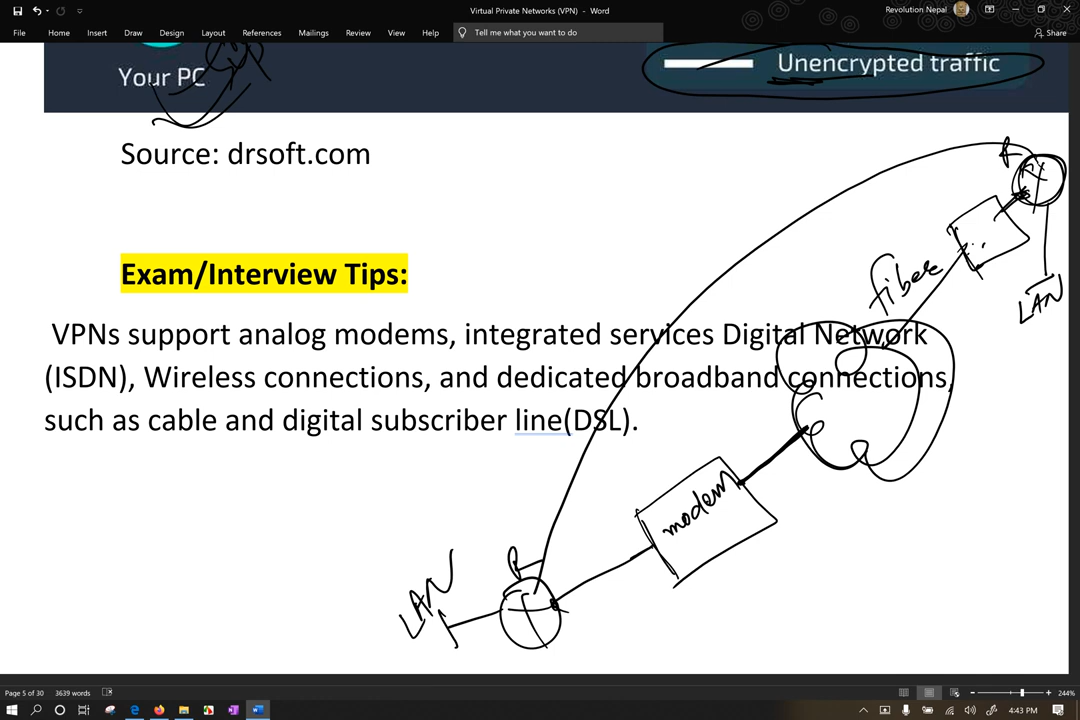 Virtual Private Networks (VPN) - Word
Revolution Nepal
File Home Insert Draw Design Layout References Mailings Review View Help Tell me what you want to do Share
Your PC
Unencrypted traffic
Source: drsoft.com
R
LAN
fiber
Exam/Interview Tips:
VPNs support analog modems, integrated services Digital Network
(ISDN), Wireless connections, and dedicated broadband connections,
such as cable and digital subscriber line(DSL).
modem
R
LAN
Page 5 of 30 3639 words 244%
4:43 PM